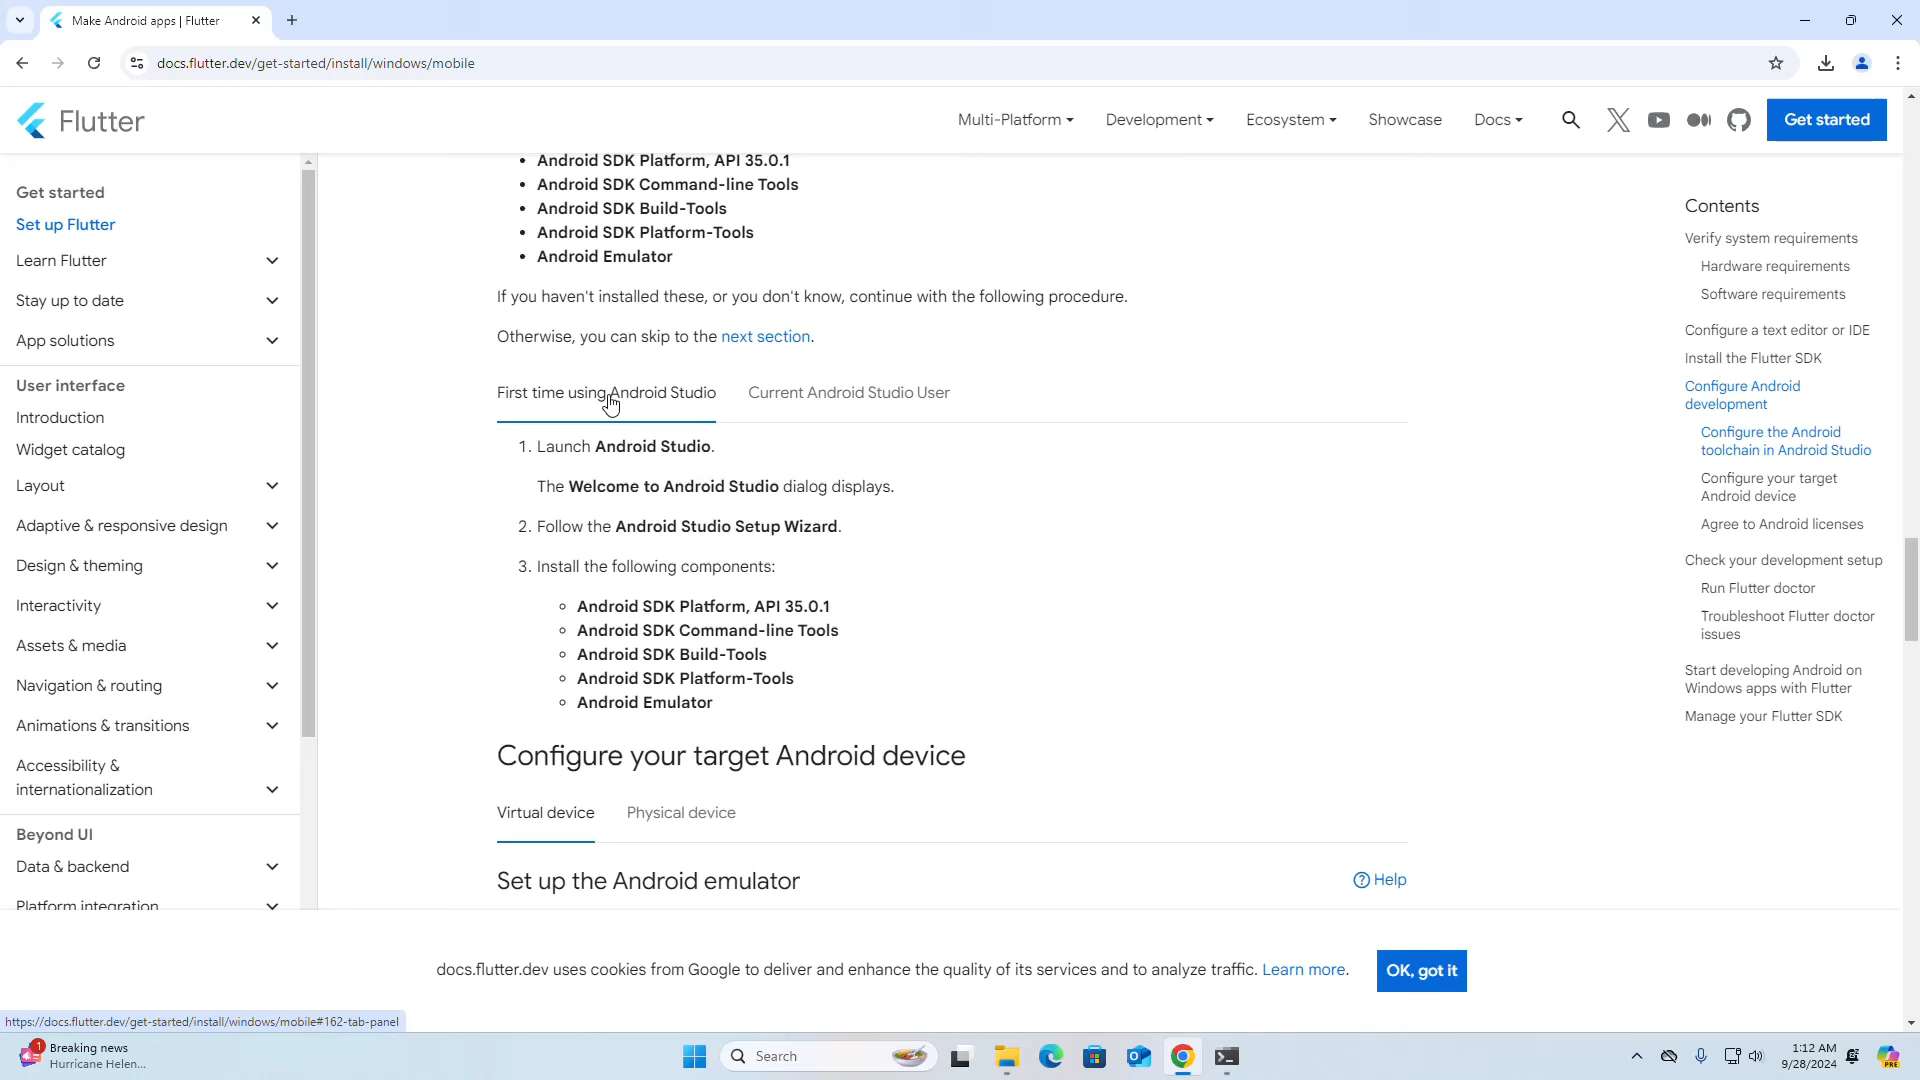 Make Android apps | Flutter
docs.flutter.dev/get-started/install/windows/mobile
Flutter
Multi-Platform
Development
Ecosystem
Showcase
Docs
Get started
Get started
Set up Flutter
Learn Flutter
Stay up to date
App solutions
User interface
Introduction
Widget catalog
Layout
Adaptive & responsive design
Design & theming
Interactivity
Assets & media
Navigation & routing
Animations & transitions
Accessibility &
internationalization
Beyond UI
Data & backend
Platform integration
• Android SDK Platform, API 35.0.1
• Android SDK Command-line Tools
• Android SDK Build-Tools
• Android SDK Platform-Tools
• Android Emulator
If you haven't installed these, or you don't know, continue with the following procedure.
Otherwise, you can skip to the next section.
First time using Android Studio
Current Android Studio User
1. Launch Android Studio.
The Welcome to Android Studio dialog displays.
2. Follow the Android Studio Setup Wizard.
3. Install the following components:
Android SDK Platform, API 35.0.1
Android SDK Command-line Tools
Android SDK Build-Tools
Android SDK Platform-Tools
Android Emulator
Configure your target Android device
Virtual device
Physical device
Set up the Android emulator
Help
Contents
Verify system requirements
Hardware requirements
Software requirements
Configure a text editor or IDE
Install the Flutter SDK
Configure Android
development
Configure the Android
toolchain in Android Studio
Configure your target
Android device
Agree to Android licenses
Check your development setup
Run Flutter doctor
Troubleshoot Flutter doctor
issues
Start developing Android on
Windows apps with Flutter
Manage your Flutter SDK
docs.flutter.dev uses cookies from Google to deliver and enhance the quality of its services and to analyze traffic. Learn more.
OK, got it
https://docs.flutter.dev/get-started/install/windows/mobile#162-tab-panel
1
Breaking news
Hurricane Helen...
Search
1:12 AM
9/28/2024
PRE